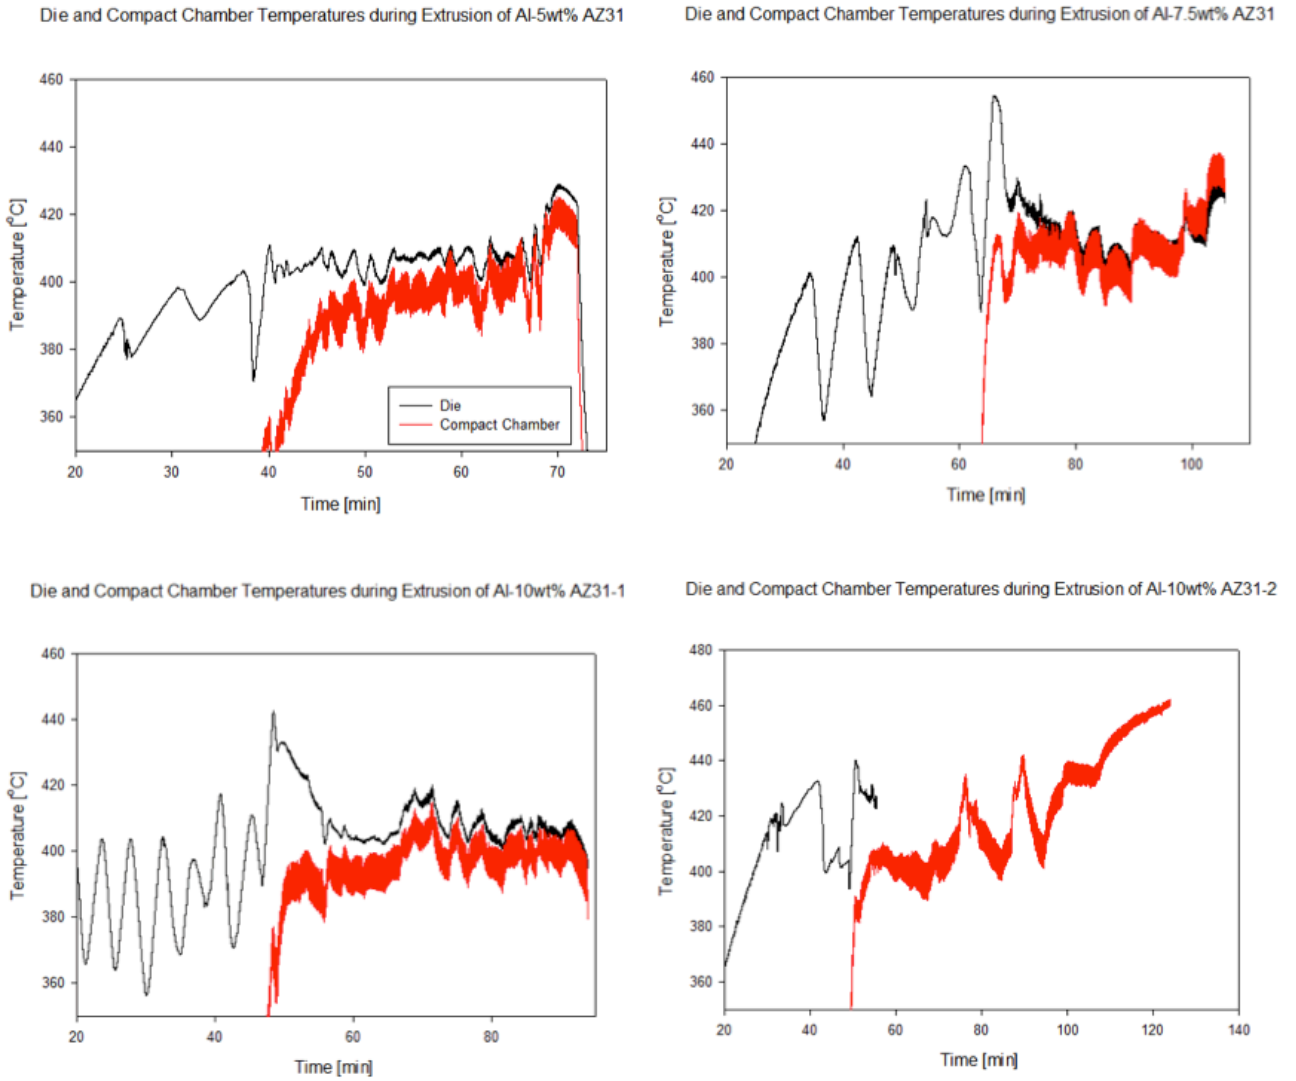 Die and Compact Chamber Temperatures during Extrusion of Al-5wt% AZ31
460
440
420
400
380
360
Temperature [°C]
Die
Compact Chamber
20 30 40 50 60 70
Time [min]
Die and Compact Chamber Temperatures during Extrusion of Al-7.5wt% AZ31
460
440
420
400
380
360
Temperature [°C]
20 40 60 80 100
Time [min]
Die and Compact Chamber Temperatures during Extrusion of Al-10wt% AZ31-1
460
440
420
400
380
360
Temperature [°C]
20 40 60 80
Time [min]
Die and Compact Chamber Temperatures during Extrusion of Al-10wt% AZ31-2
480
460
440
420
400
380
360
Temperature [°C]
20 40 60 80 100 120 140
Time [min]